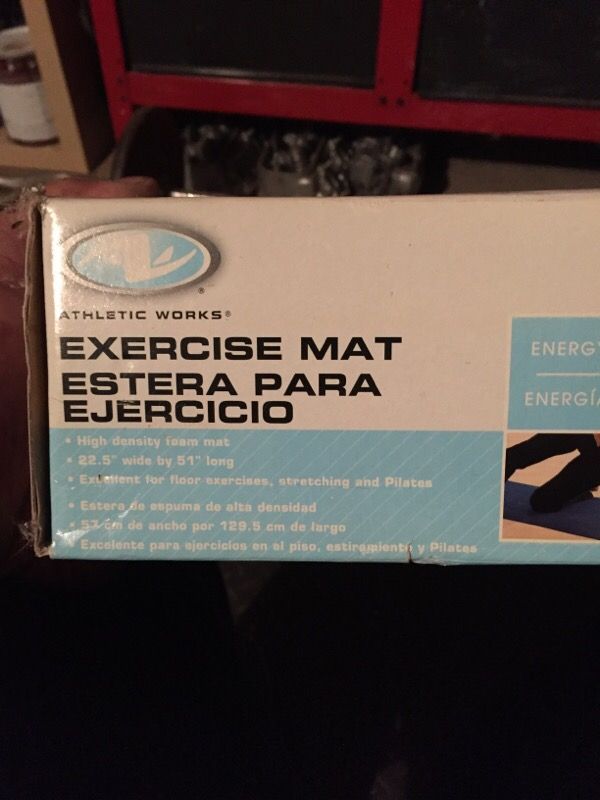 ®
ATHLETIC WORKS®
EXERCISE MAT
ESTERA PARA
EJERCICIO
• High density foam mat
• 22.5" wide by 51" long
• Excellent for floor exercises, stretching and Pilates
• Estera de espuma de alta densidad
• 57 cm de ancho por 129.5 cm de largo
• Excelente para ejercicios en el piso, estiramiento y Pilates
ENERGY
ENERGÍA